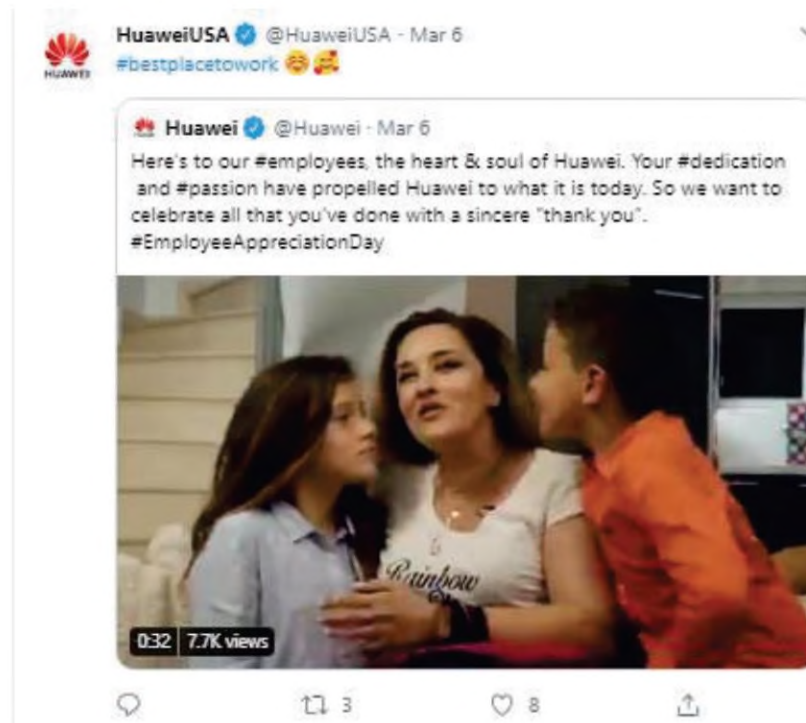 HuaweiUSA @HuaweiUSA · Mar 6
#bestplacetowork ☺️🥰
HUAWEI
Huawei @Huawei · Mar 6
Here's to our #employees, the heart & soul of Huawei. Your #dedication
and #passion have propelled Huawei to what it is today. So we want to
celebrate all that you've done with a sincere "thank you".
#EmployeeAppreciationDay
Rainbow
0:32 7.7K views
3 8